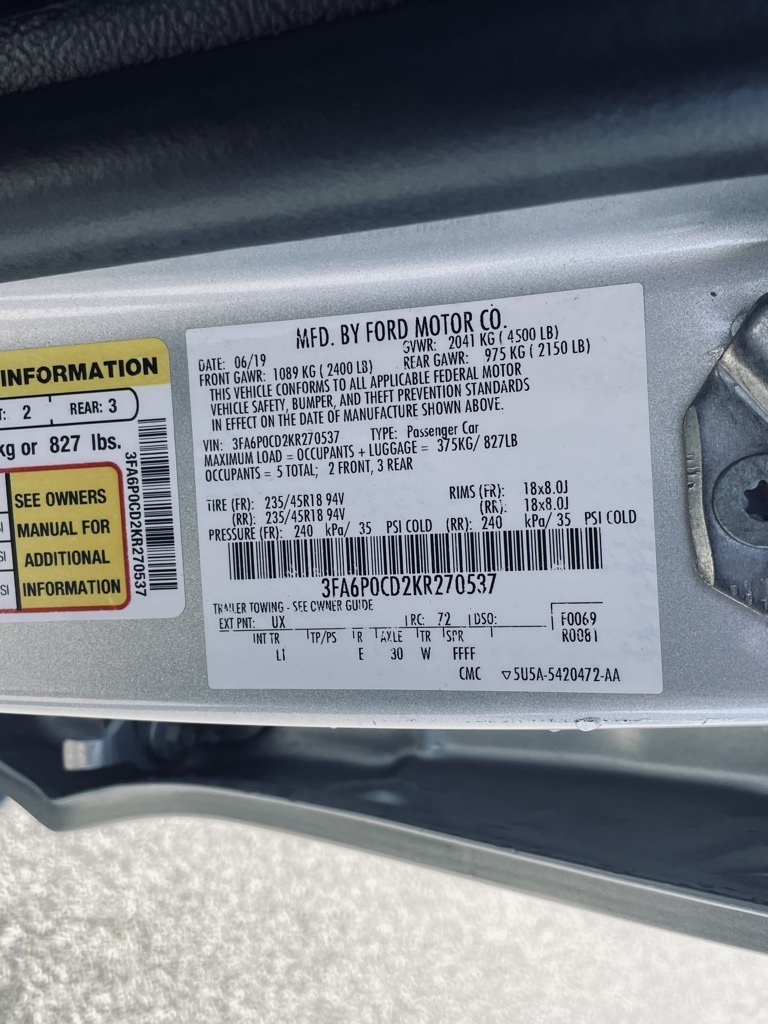 INFORMATION
T: 2 REAR: 3
kg or 827 lbs.
SEE OWNERS
MANUAL FOR
ADDITIONAL
INFORMATION
3FA6P0CD2KR270537
MFD. BY FORD MOTOR CO.
DATE: 06/19 GVWR: 2041 KG ( 4500 LB)
FRONT GAWR: 1089 KG ( 2400 LB) REAR GAWR: 975 KG ( 2150 LB)
THIS VEHICLE CONFORMS TO ALL APPLICABLE FEDERAL MOTOR
VEHICLE SAFETY, BUMPER, AND THEFT PREVENTION STANDARDS
IN EFFECT ON THE DATE OF MANUFACTURE SHOWN ABOVE.
VIN: 3FA6P0CD2KR270537 TYPE: Passenger Car
MAXIMUM LOAD = OCCUPANTS + LUGGAGE = 375KG/ 827LB
OCCUPANTS = 5 TOTAL; 2 FRONT, 3 REAR
TIRE (FR): 235/45R18 94V RIMS (FR): 18x8.0J
(RR): 235/45R18 94V (RR): 18x8.0J
PRESSURE (FR): 240 kPa/ 35 PSI COLD (RR): 240 kPa/ 35 PSI COLD
3FA6P0CD2KR270537
TRAILER TOWING - SEE OWNER GUIDE
EXT PNT: UX RC: 72 DSO: F0069
INT TR TP/PS R AXLE TR SPR R0081
LI E 30 W FFFF
CMC ▽5U5A-5420472-AA